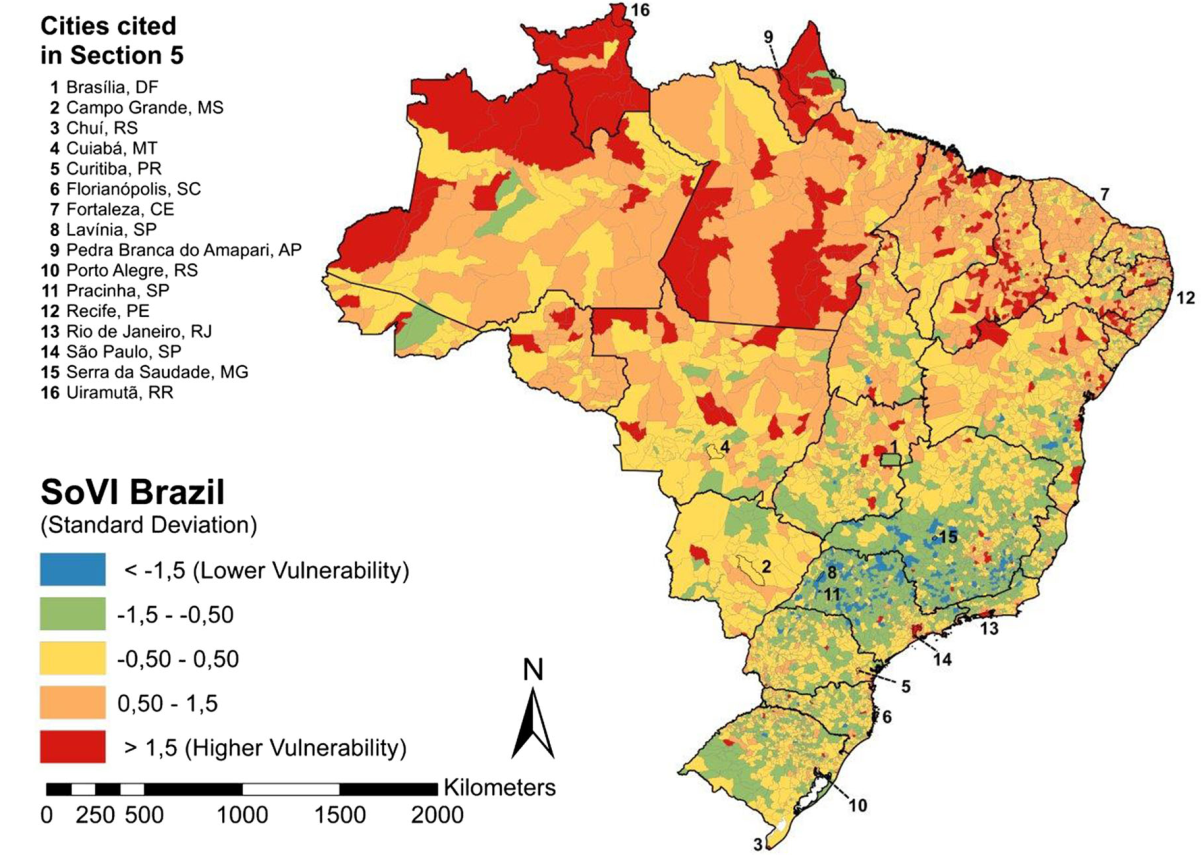 Cities cited
in Section 5
1 Brasília, DF
2 Campo Grande, MS
3 Chuí, RS
4 Cuiabá, MT
5 Curitiba, PR
6 Florianópolis, SC
7 Fortaleza, CE
8 Lavínia, SP
9 Pedra Branca do Amapari, AP
10 Porto Alegre, RS
11 Pracinha, SP
12 Recife, PE
13 Rio de Janeiro, RJ
14 São Paulo, SP
15 Serra da Saudade, MG
16 Uiramutã, RR
SoVI Brazil
(Standard Deviation)
< -1,5 (Lower Vulnerability)
-1,5 - -0,50
-0,50 - 0,50
0,50 - 1,5
> 1,5 (Higher Vulnerability)
Kilometers
0 250 500 1000 1500 2000
N
16
9
7
12
1
4
15
2
8
11
13
14
5
6
10
3